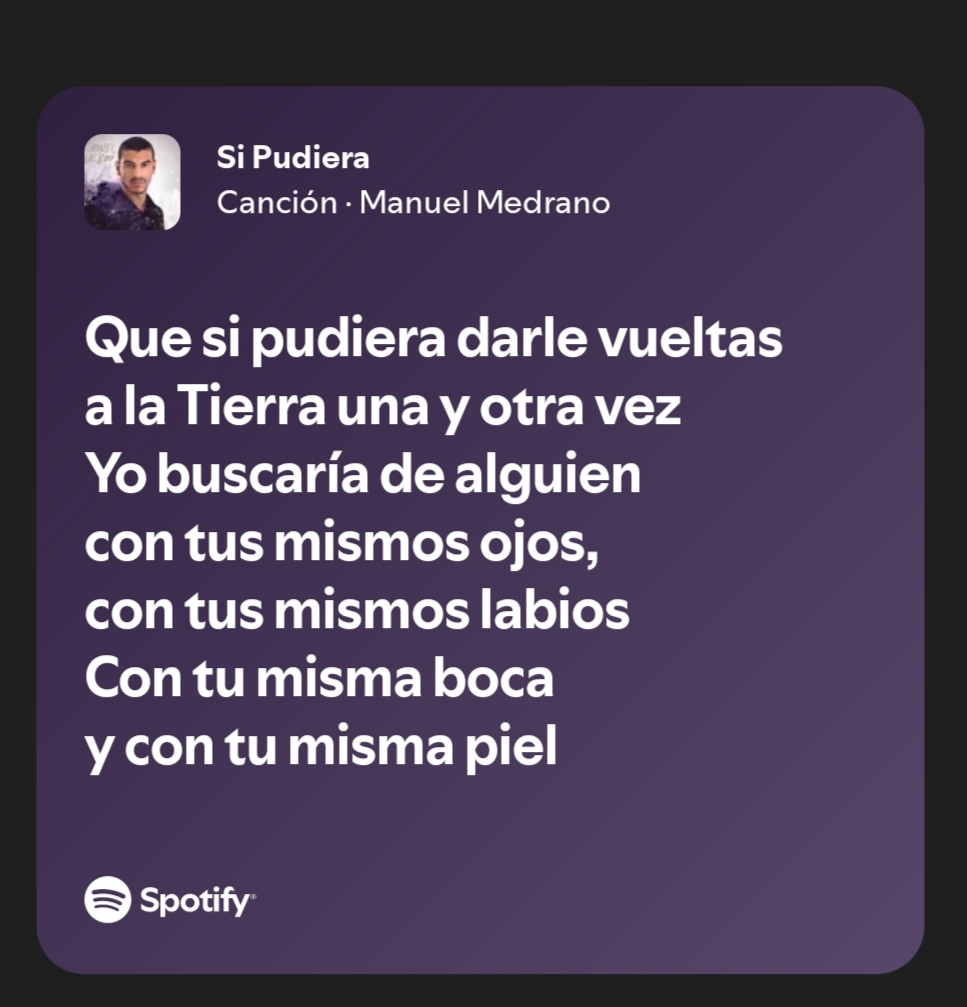 Si Pudiera
Canción · Manuel Medrano
Que si pudiera darle vueltas
a la Tierra una y otra vez
Yo buscaría de alguien
con tus mismos ojos,
con tus mismos labios
Con tu misma boca
y con tu misma piel
Spotify®